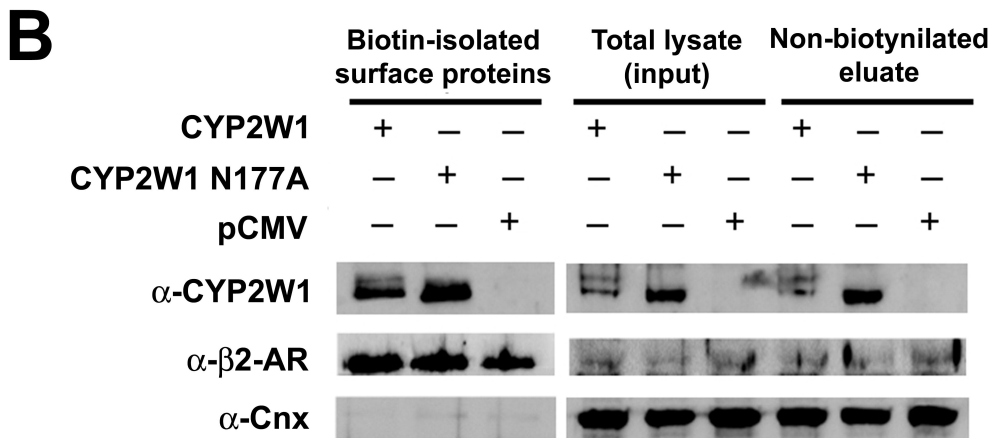 B
Biotin-isolated surface proteins
Total lysate (input)
Non-biotynilated eluate
CYP2W1 + – – + – – + – –
CYP2W1 N177A – + – – + – – + –
pCMV – – + – – + – – +
α-CYP2W1
α-β2-AR
α-Cnx